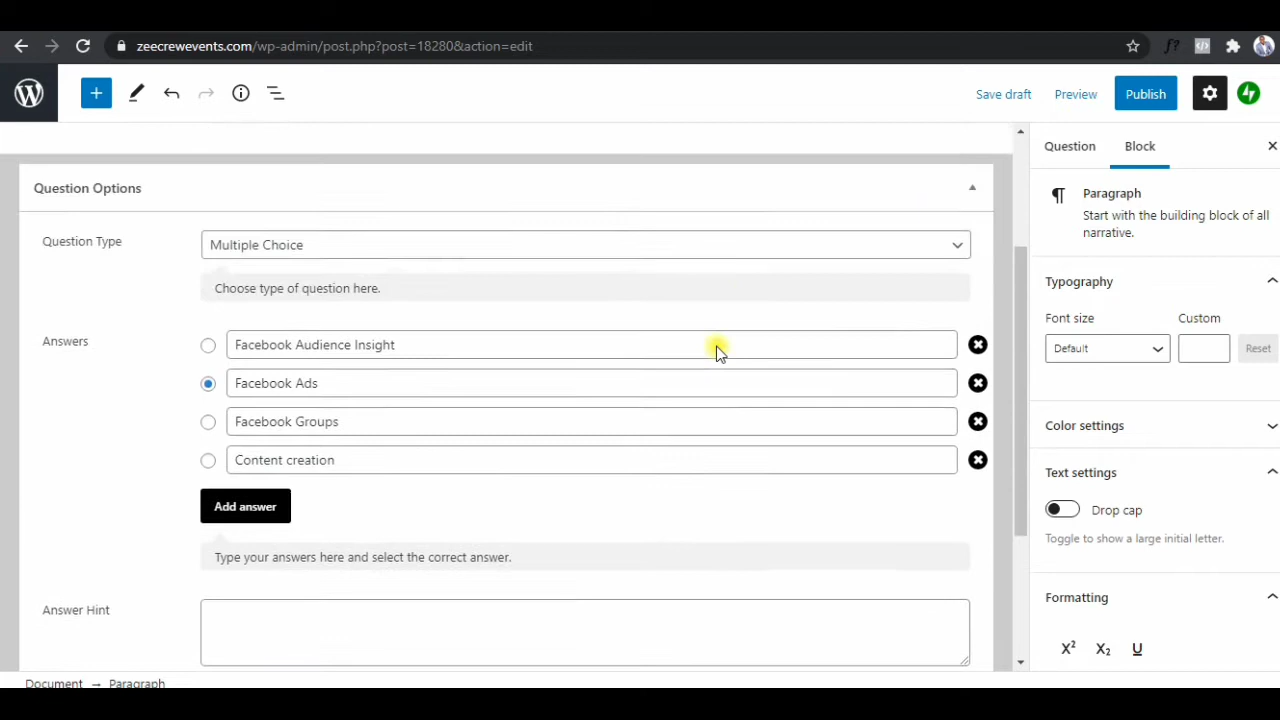 zeecrewevents.com/wp-admin/post.php?post=18280&action=edit
f?
Save draft
Preview
Publish
Question
Block
Question Options
Paragraph
Start with the building block of all
narrative.
Question Type
Multiple Choice
Choose type of question here.
Typography
Font size
Custom
Default
Reset
Answers
Facebook Audience Insight
Facebook Ads
Facebook Groups
Content creation
Add answer
Type your answers here and select the correct answer.
Answer Hint
Color settings
Text settings
Drop cap
Toggle to show a large initial letter.
Formatting
X²
X₂
U
Document → Paragraph